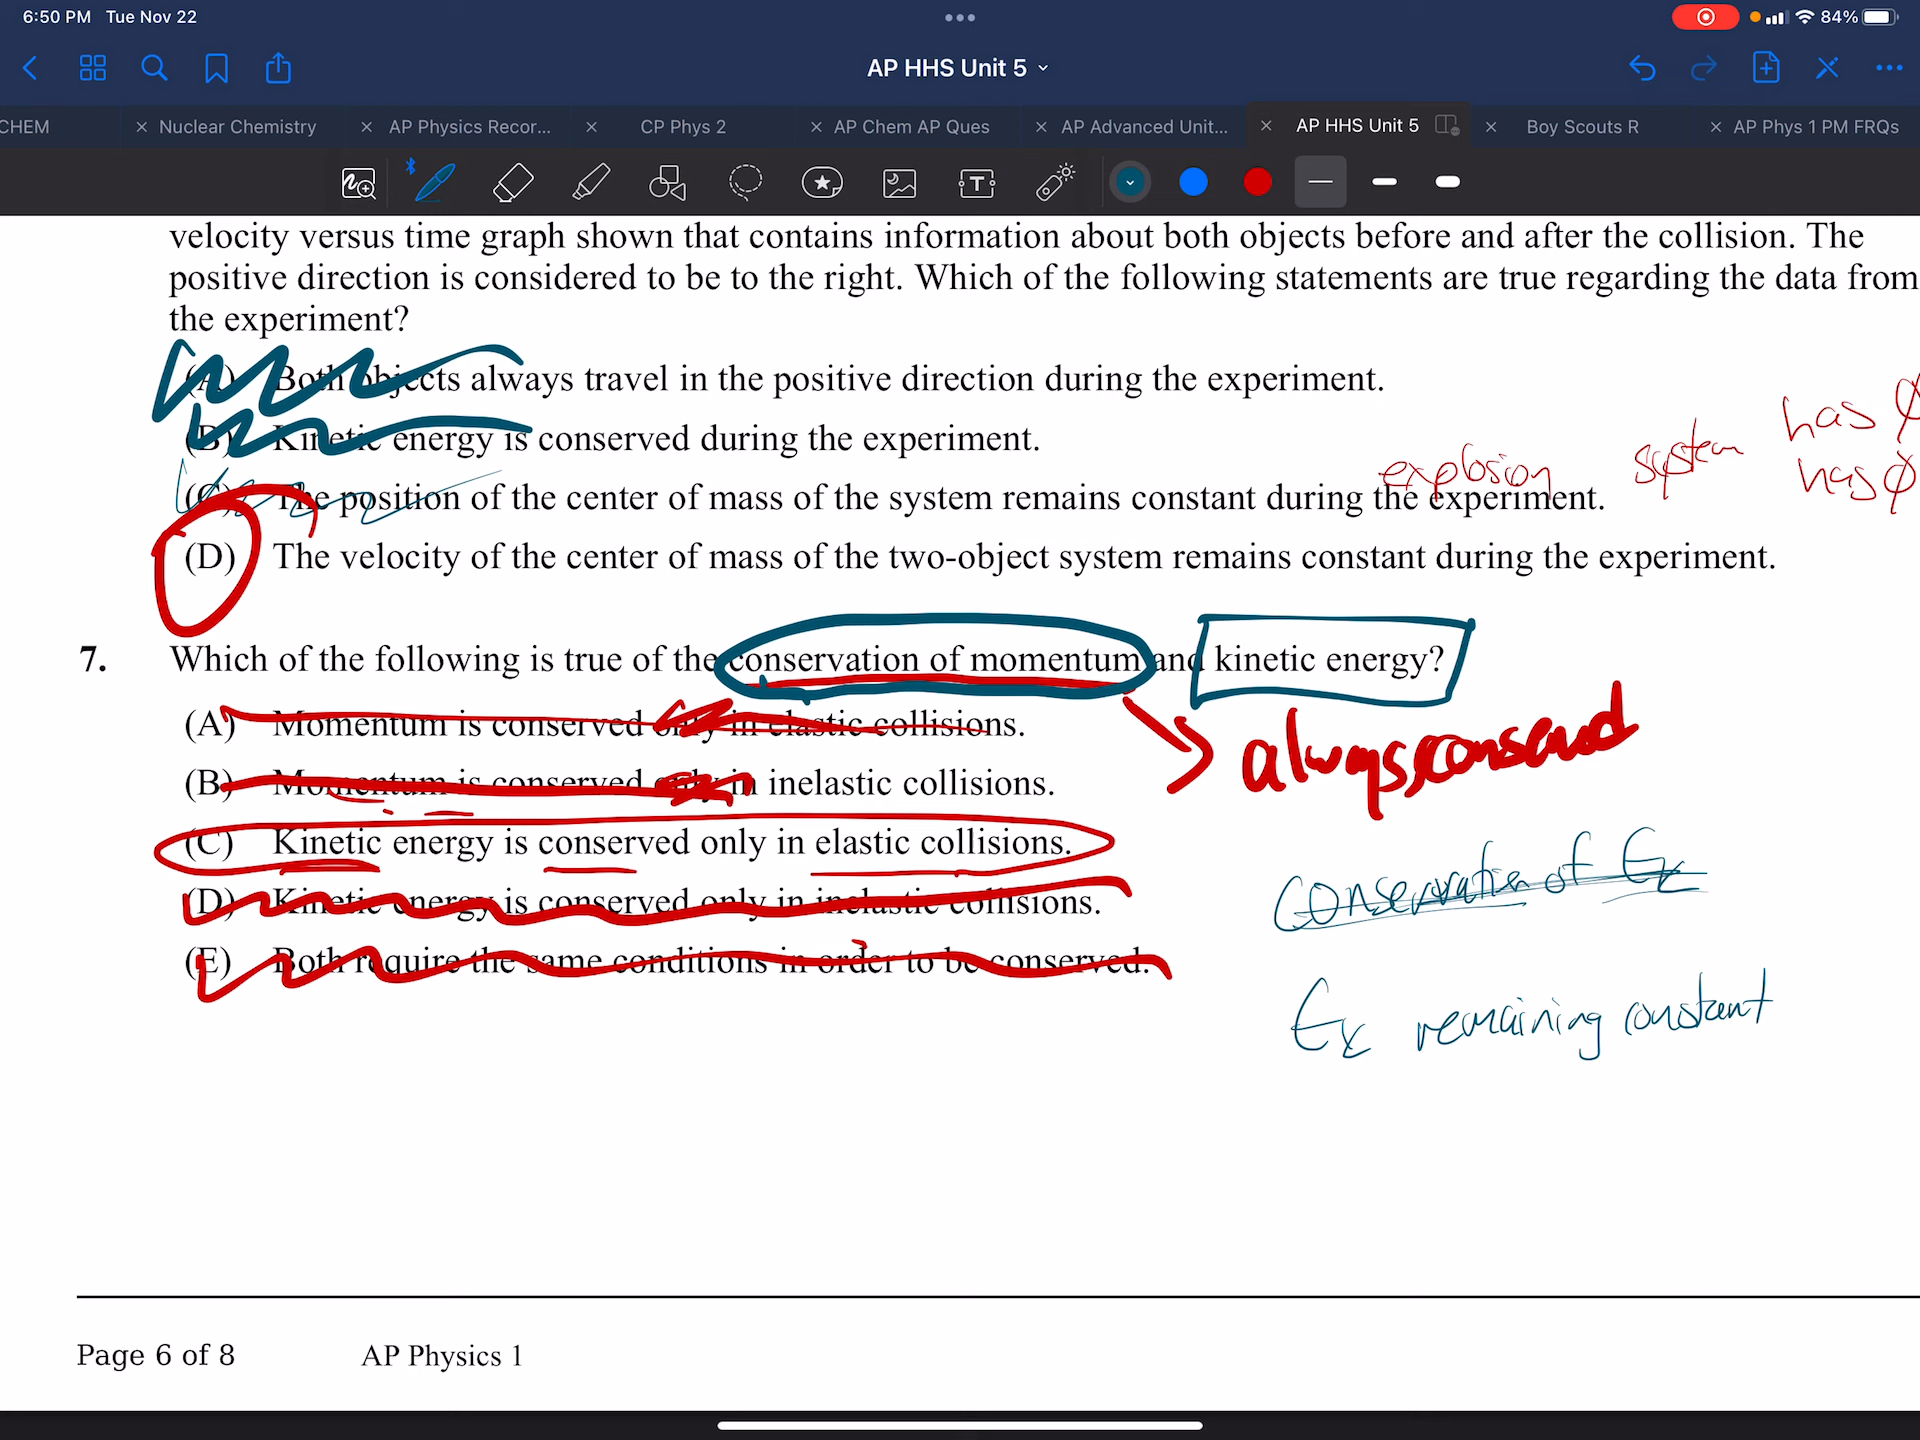 6:50 PM Tue Nov 22
84%
AP HHS Unit 5
CHEM
Nuclear Chemistry
AP Physics Recor...
CP Phys 2
AP Chem AP Ques
AP Advanced Unit...
AP HHS Unit 5
Boy Scouts R
AP Phys 1 PM FRQs
velocity versus time graph shown that contains information about both objects before and after the collision. The
positive direction is considered to be to the right. Which of the following statements are true regarding the data from
the experiment?
(A) Both objects always travel in the positive direction during the experiment.
(B) Kinetic energy is conserved during the experiment.
(C) The position of the center of mass of the system remains constant during the experiment.
(D) The velocity of the center of mass of the two-object system remains constant during the experiment.
explosion system has
has
7. Which of the following is true of the conservation of momentum and kinetic energy?
(A) Momentum is conserved only in elastic collisions.
(B) Momentum is conserved only in inelastic collisions.
always conserved
(C) Kinetic energy is conserved only in elastic collisions.
(D) Kinetic energy is conserved only in inelastic collisions.
conservation of EK
(E) Both require the same conditions in order to be conserved.
EK remaining constant
Page 6 of 8
AP Physics 1